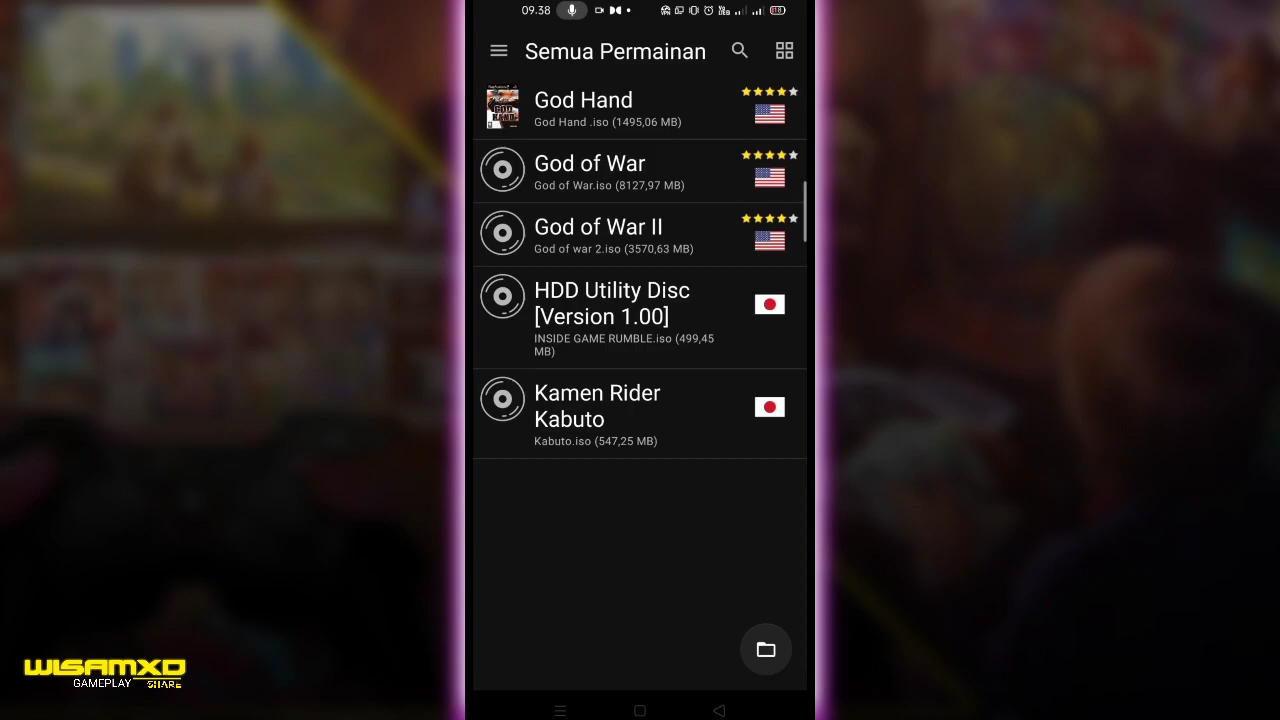 09.38
Semua Permainan
God Hand
God Hand .iso (1495,06 MB)
God of War
God of War.iso (8127,97 MB)
God of War II
God of war 2.iso (3570,63 MB)
HDD Utility Disc
[Version 1.00]
INSIDE GAME RUMBLE.iso (499,45
MB)
Kamen Rider
Kabuto
Kabuto.iso (547,25 MB)
WISAMXD
GAMEPLAY
SHARE